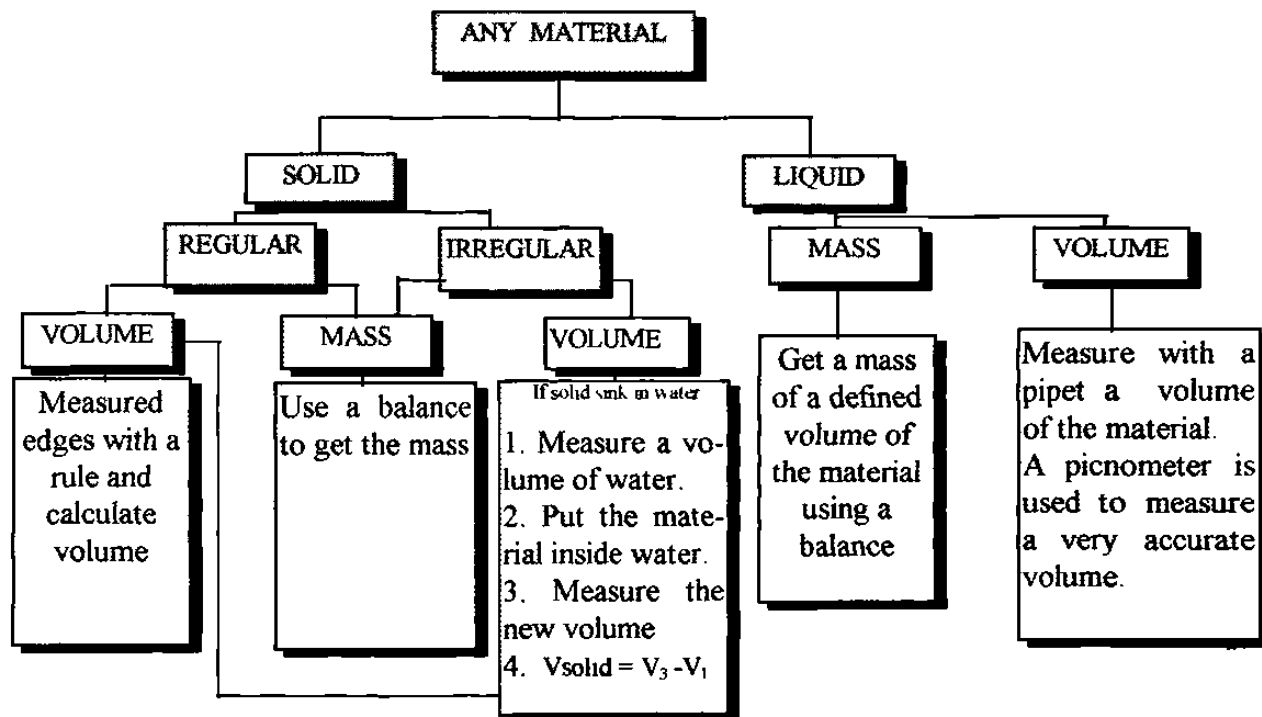 ANY MATERIAL
SOLID
LIQUID
REGULAR
IRREGULAR
MASS
VOLUME
VOLUME
MASS
VOLUME
Measured
edges with a
rule and
calculate
volume
Use a balance
to get the mass
If solid sink in water
1. Measure a vo-
lume of water.
2. Put the mate-
rial inside water.
3. Measure the
new volume
4. Vsolid = V₃ -V₁
Get a mass
of a defined
volume of
the material
using a
balance
Measure with a
pipet a volume
of the material.
A picnometer is
used to measure
a very accurate
volume.